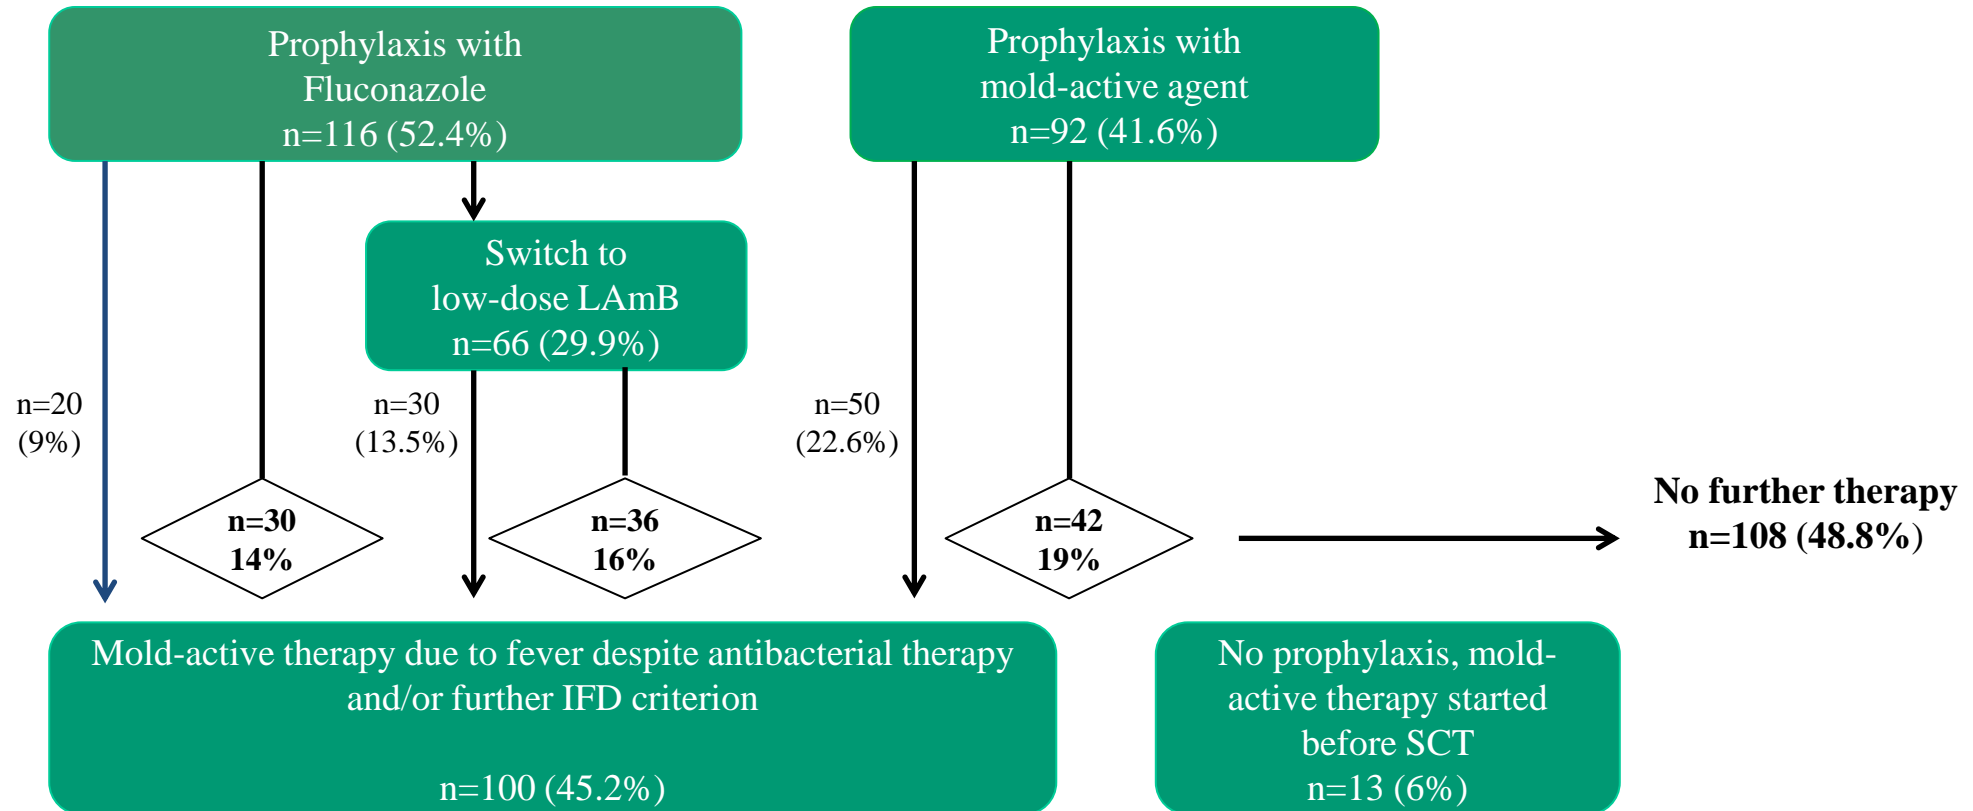 Prophylaxis with
Fluconazole
n=116 (52.4%)
Prophylaxis with
mold-active agent
n=92 (41.6%)
Switch to
low-dose LAmB
n=66 (29.9%)
n=20
(9%)
n=30
(13.5%)
n=50
(22.6%)
n=30
14%
n=36
16%
n=42
19%
No further therapy
n=108 (48.8%)
Mold-active therapy due to fever despite antibacterial therapy
and/or further IFD criterion
n=100 (45.2%)
No prophylaxis, mold-
active therapy started
before SCT
n=13 (6%)